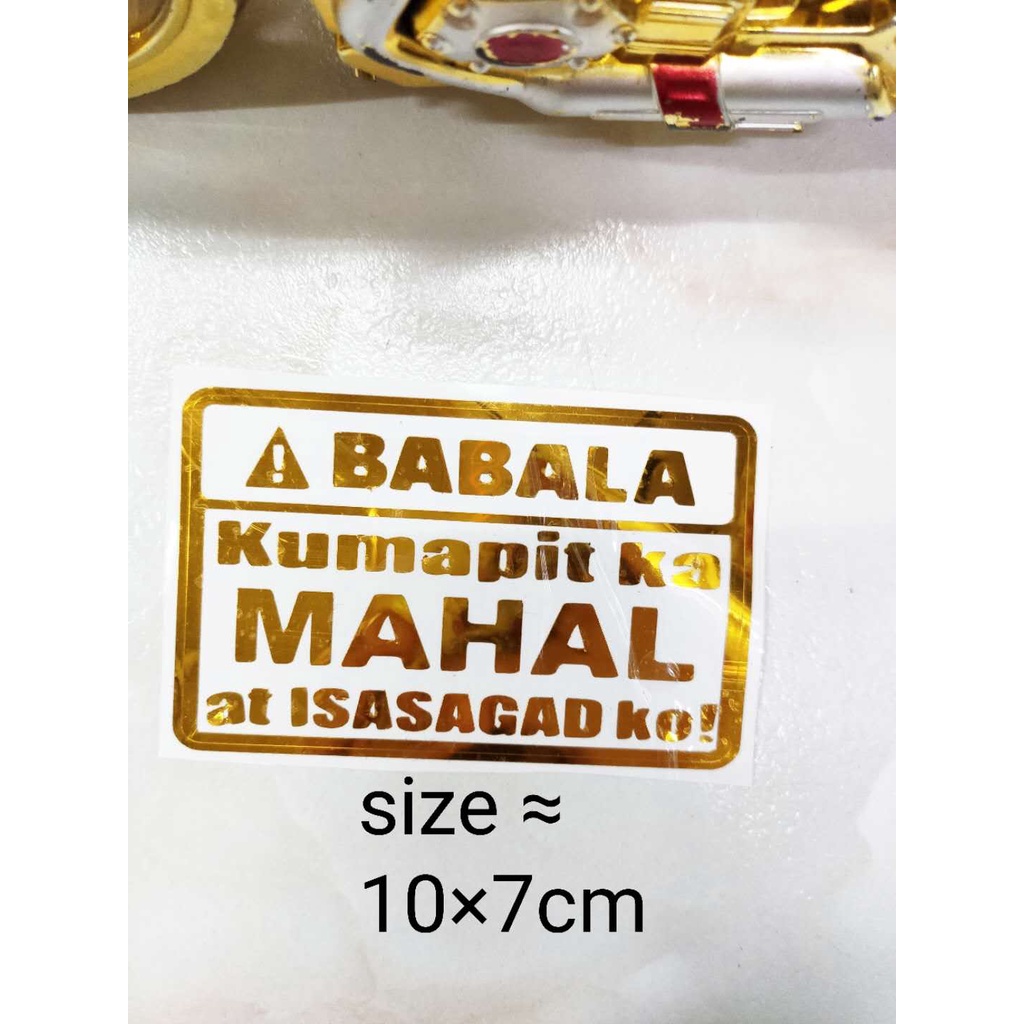 BABALA
Kumapit ka
MAHAL
at ISASAGAD ko!
size ≈
10×7cm